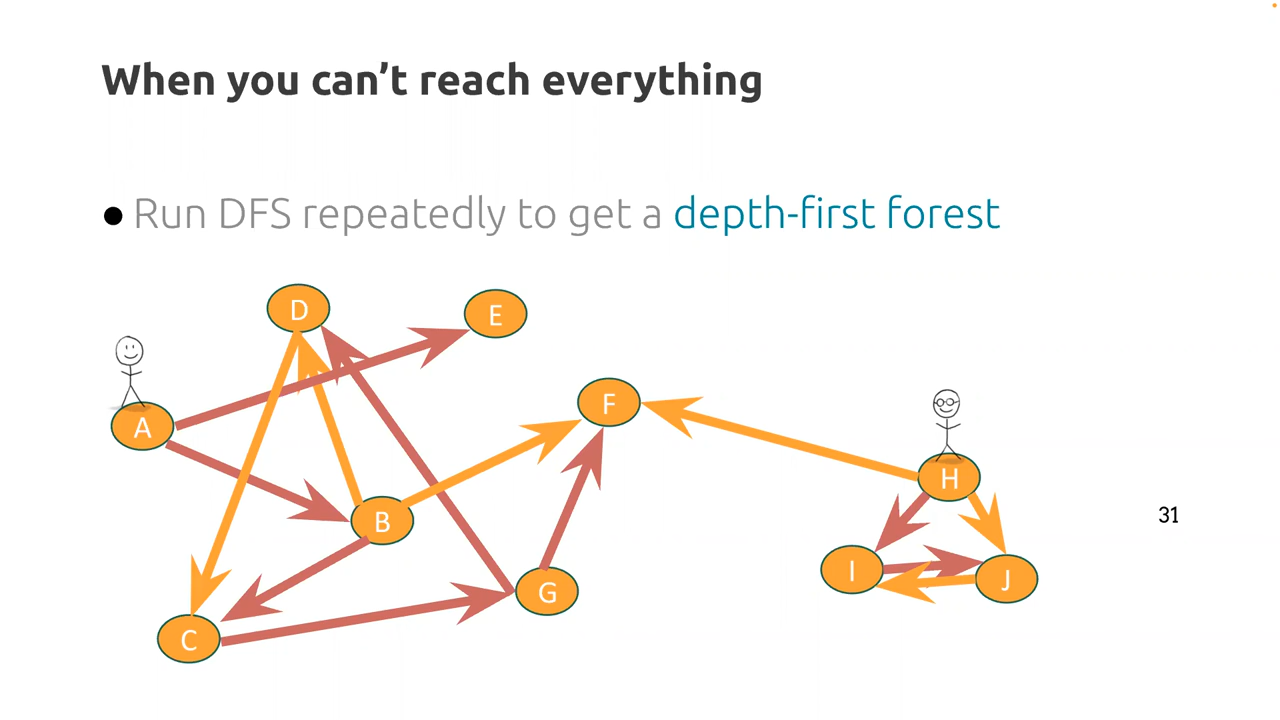 When you can't reach everything
● Run DFS repeatedly to get a depth-first forest
D
E
F
A
H
B
31
I
J
G
C